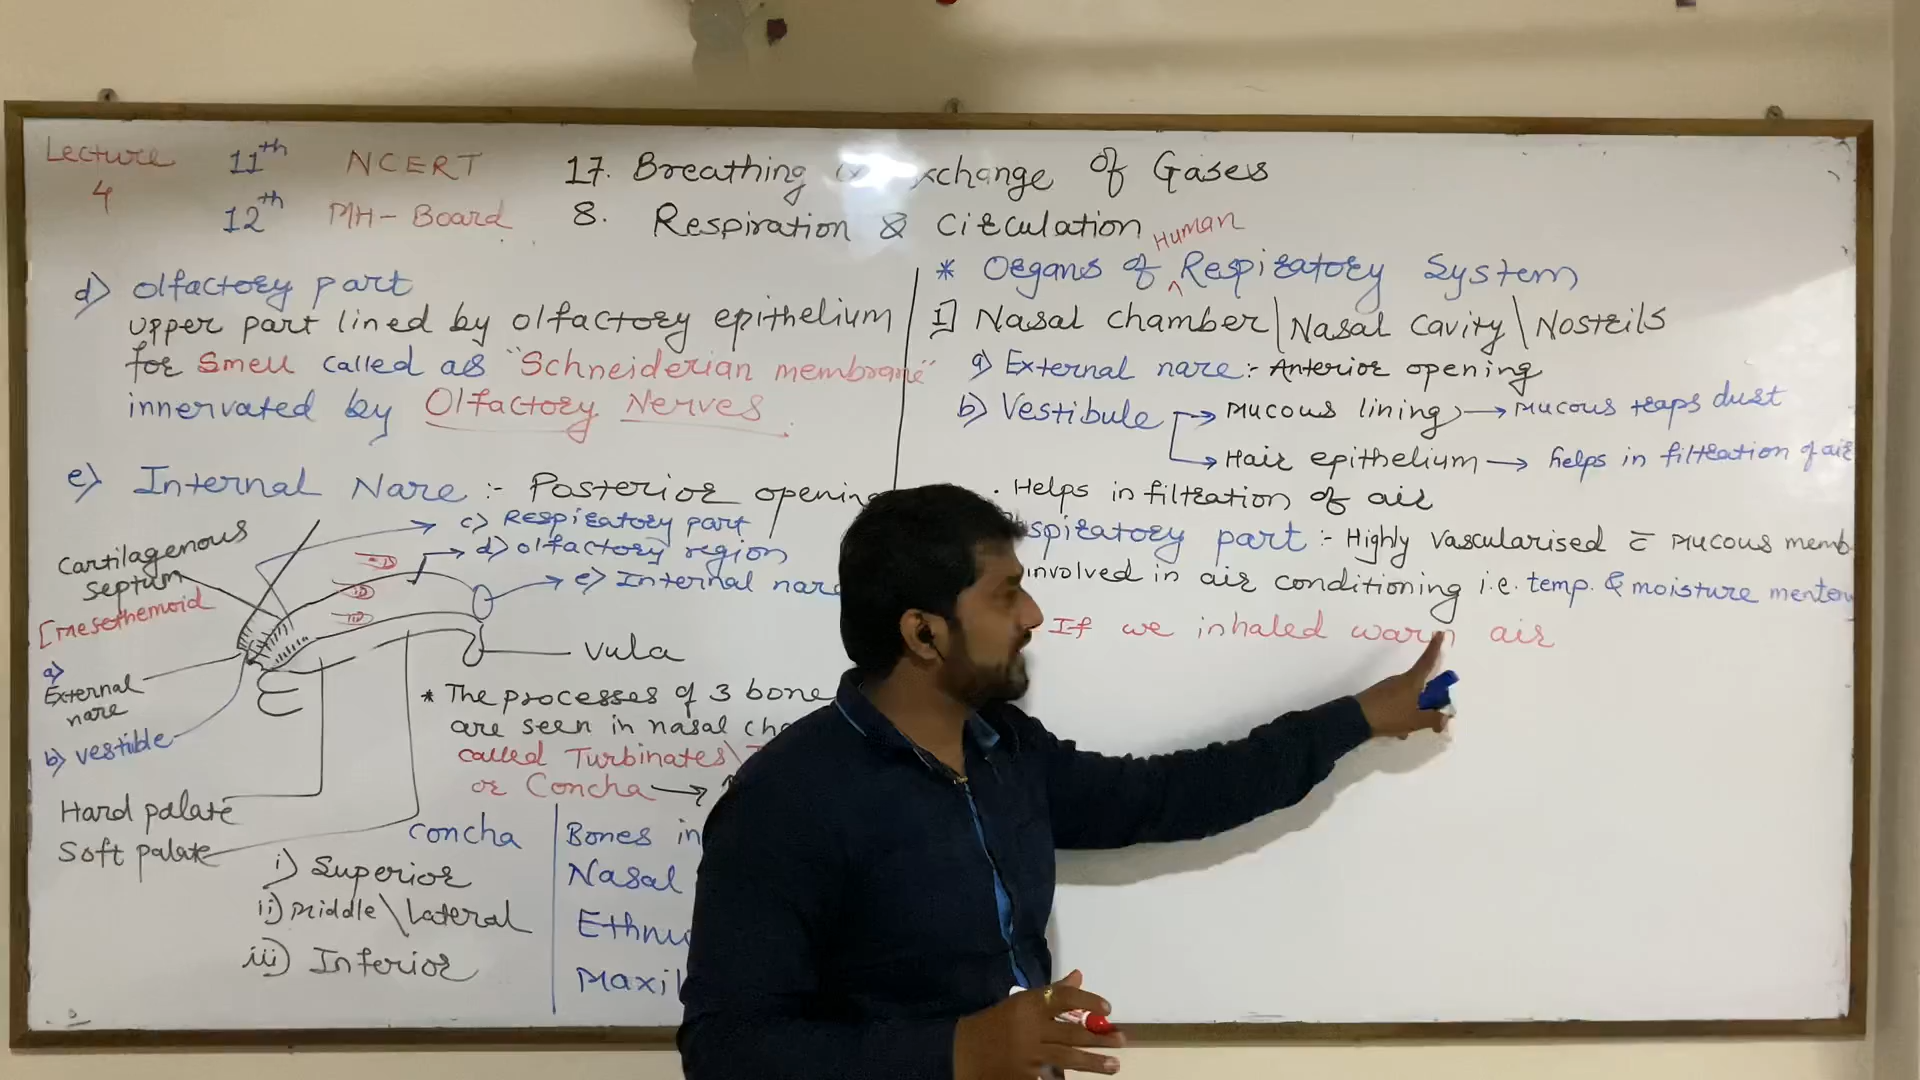 Lecture 4
11th NCERT 17. Breathing & xchange of Gases
12th MH-Board 8. Respiration & Circulation
d) Olfactory part
upper part lined by olfactory epithelium
for Smell called as "Schneiderian membrane"
innervated by Olfactory Nerves
e) Internal Nare :- Posterior opening
c) Respiratory part
d) olfactory region
e) Internal nare
Cartilagenous
Septum
[mesethemoid
a)
External
nare
b) vestible
Vula
Hard palate
Soft palate
* The processes of 3 bone
are seen in nasal ch
called Turbinates\
or Concha →
Concha Bones in
i) Superior Nasal
ii) Middle\Lateral Ethm
iii) Inferior Maxil
* Organs of Human Respiratory System
I] Nasal chamber | Nasal Cavity \ Nostrils
a) External nare :- Anterior opening
b) Vestibule → Mucous lining → Mucous traps dust
→ Hair epithelium → helps in filtration of air
. Helps in filtration of air
spiratory part :- Highly vascularised c̄ Mucous memb
involved in air conditioning i.e. temp. & moisture
If we inhaled warm air